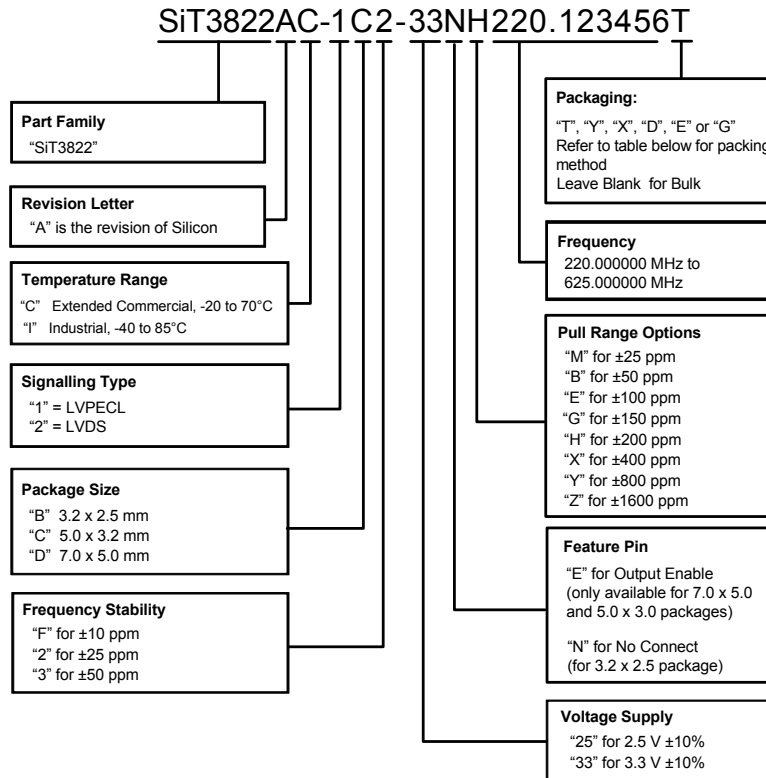 SiT3822AC-1C2-33NH220.123456T
Part Family
“SiT3822”
Revision Letter
“A” is the revision of Silicon
Temperature Range
“C” Extended Commercial, -20 to 70°C
“I” Industrial, -40 to 85°C
Signalling Type
“1” = LVPECL
“2” = LVDS
Package Size
“B” 3.2 x 2.5 mm
“C” 5.0 x 3.2 mm
“D” 7.0 x 5.0 mm
Frequency Stability
“F” for ±10 ppm
“2” for ±25 ppm
“3” for ±50 ppm
Packaging:
“T”, “Y”, “X”, “D”, “E” or “G”
Refer to table below for packing
method
Leave Blank for Bulk
Frequency
220.000000 MHz to
625.000000 MHz
Pull Range Options
“M” for ±25 ppm
“B” for ±50 ppm
“E” for ±100 ppm
“G” for ±150 ppm
“H” for ±200 ppm
“X” for ±400 ppm
“Y” for ±800 ppm
“Z” for ±1600 ppm
Feature Pin
“E” for Output Enable
(only available for 7.0 x 5.0
and 5.0 x 3.0 packages)
“N” for No Connect
(for 3.2 x 2.5 package)
Voltage Supply
“25” for 2.5 V ±10%
“33” for 3.3 V ±10%